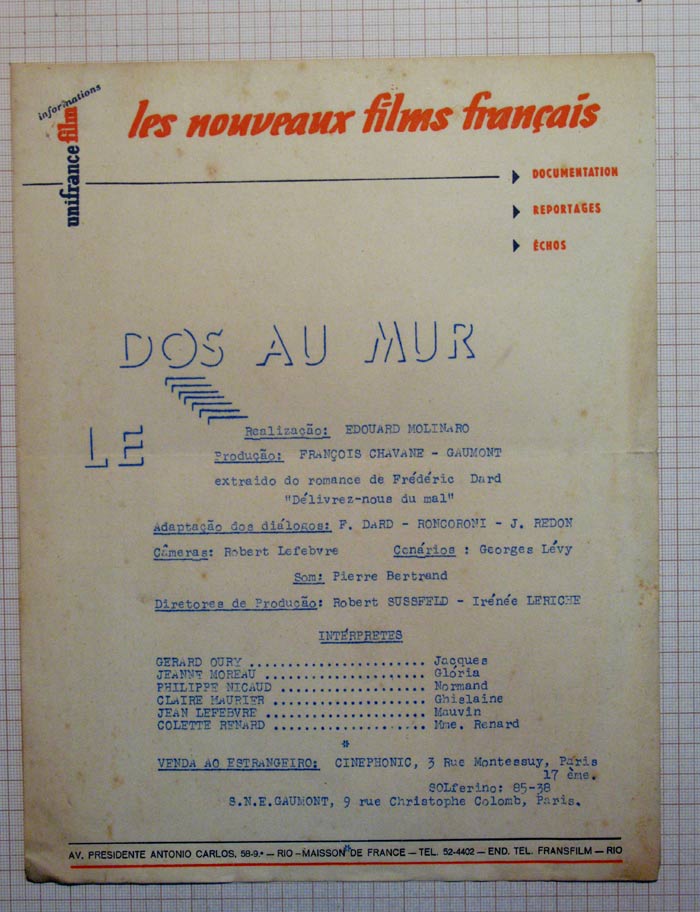 informations
unifrance film
les nouveaux films français
DOCUMENTATION
REPORTAGES
ÉCHOS
DOS AU MUR
LE
Realização: EDOUARD MOLINARO
Produção: FRANÇOIS CHAVANE - GAUMONT
extraido do romance de Frédéric Dard
"Délivrez-nous du mal"
Adaptação dos diálogos: F. DARD - RONCORONI - J. REDON
Câmeras: Robert Lefebvre Cenários : Georges Lévy
Som: Pierre Bertrand
Diretores de Produção: Robert SUSSFELD - Irénée LERICHE
INTÉRPRETES
GERARD OURY ........................ Jacques
JEANNE MOREAU ....................... Glória
PHILIPPE NICAUD .................... Normand
CLAIRE MAURIER ..................... Ghislaine
JEAN LEFEBVRE ...................... Mauvin
COLETTE RENARD ..................... Mme. Renard
*
VENDA AO ESTRANGEIRO: CINEPHONIC, 3 Rue Montessuy, Paris
17 ème.
SOLferino: 85-38
S.N.E.GAUMONT, 9 rue Christophe Colomb, Paris.
AV. PRESIDENTE ANTONIO CARLOS, 58-9.º — RIO – MAISSON DE FRANCE — TEL. 52-4402 — END. TEL. FRANSFILM — RIO